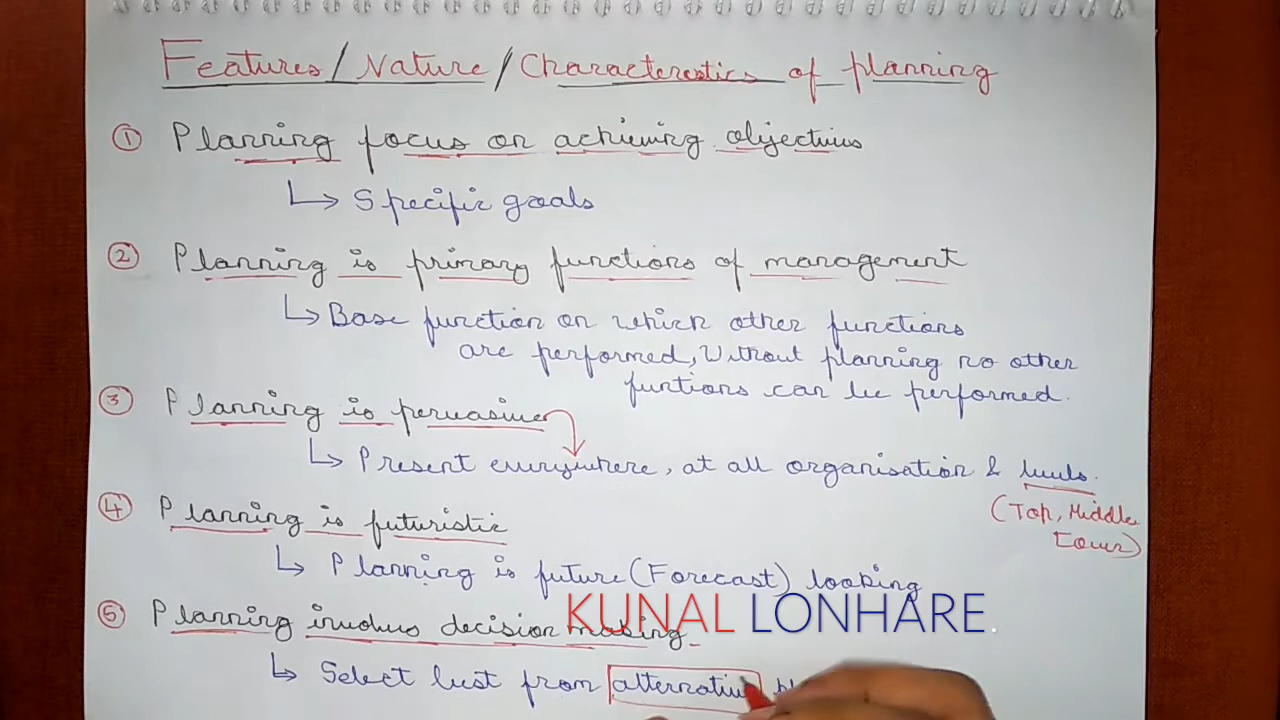 Features/Nature/Characterestics of planning
① Planning focus on achieving objectives
↳ Specific goals
② Planning is primary functions of management
↳ Base function on which other functions
are performed, Without planning no other
funtions can be performed.
③ Planning is pervasive
↳ Present everywhere, at all organisation & levels.
(Top, Middle
Lower)
④ Planning is futuristic
↳ Planning is future (Forecast) looking
KUNAL LONHARE.
⑤ Planning involves decision making
↳ Select best from alternative